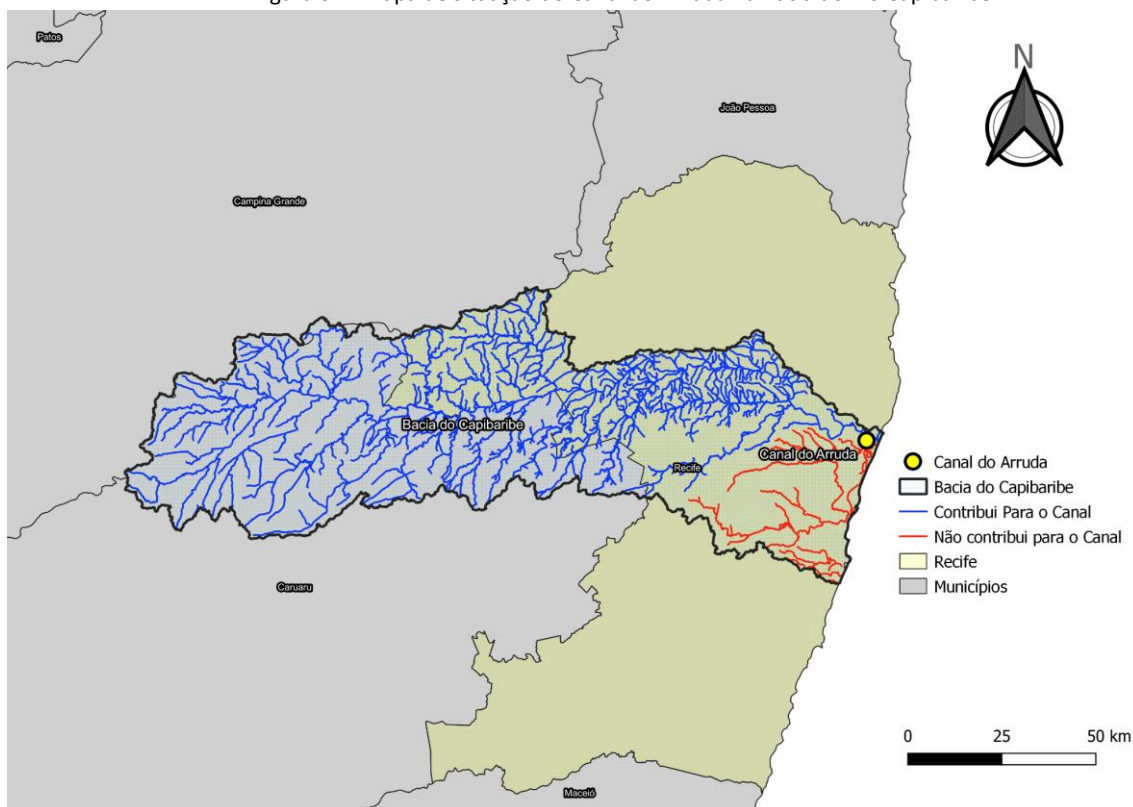 Patos
N
João Pessoa
Campina Grande
Bacia do Capibaribe
Canal do Arruda
Recife
Caruaru
Maceió
Canal do Arruda
Bacia do Capibaribe
Contribui Para o Canal
Não contribui para o Canal
Recife
Municípios
0 25 50 km